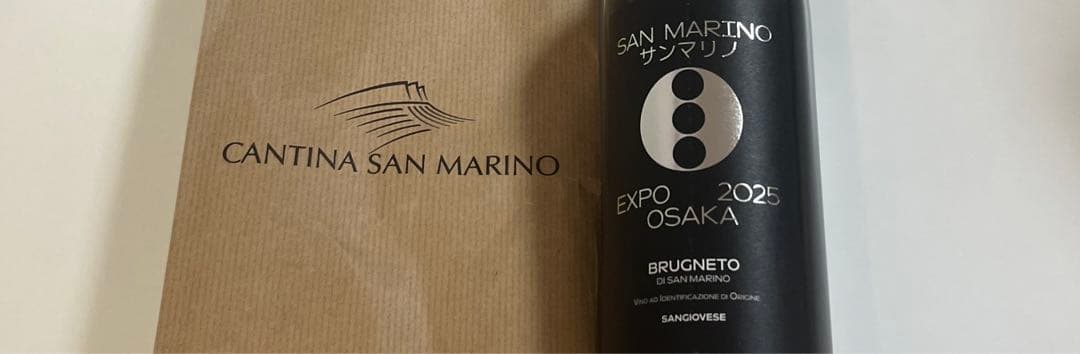 CANTINA SAN MARINO
SAN MARINO
サンマリノ
EXPO 2025
OSAKA
BRUGNETO
DI SAN MARINO
VINO AD IDENTIFICAZIONE DI ORIGINE
SANGIOVESE